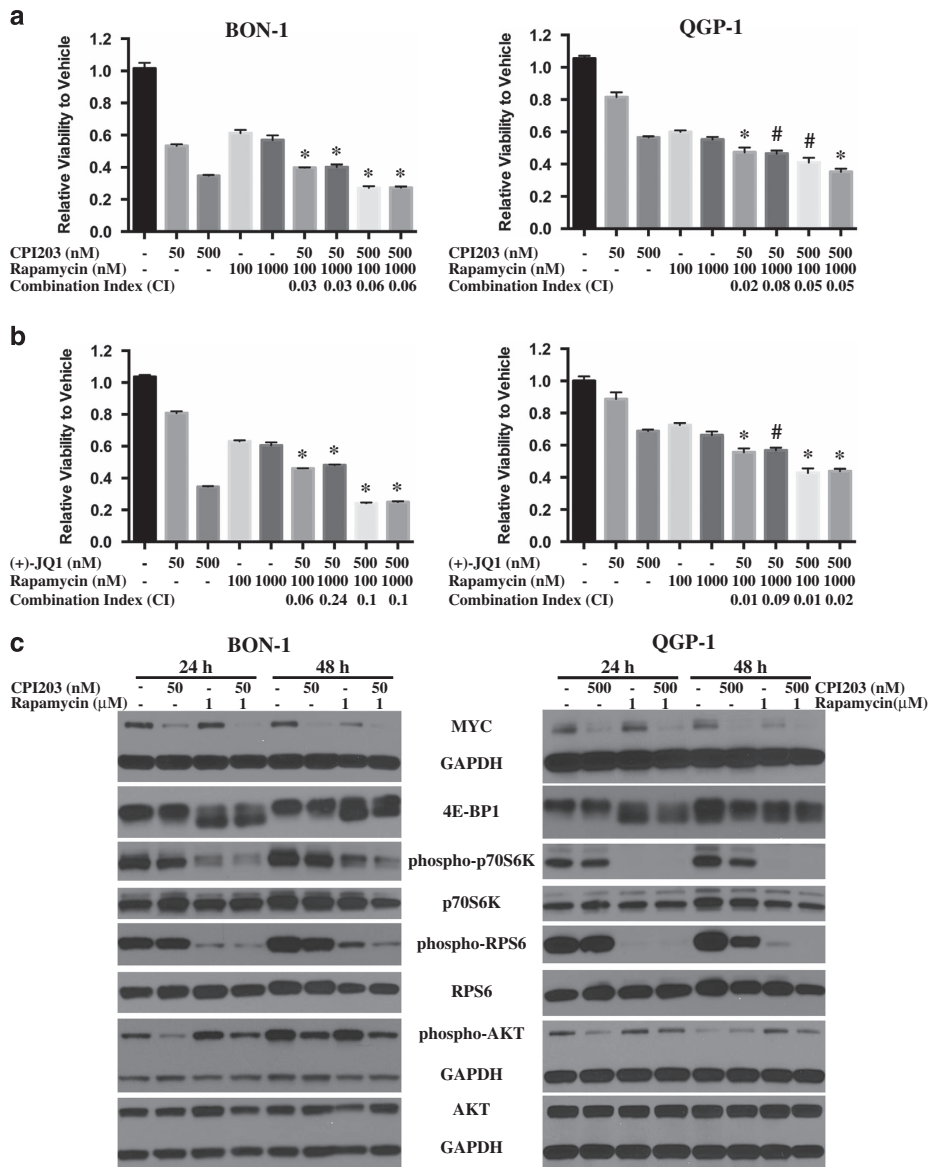 a
BON-1
Relative Viability to Vehicle
1.2
1.0
0.8
0.6
0.4
0.2
0.0
* * * *
CPI203 (nM) - 50 500 - - 50 50 500 500
Rapamycin (nM) - - - 100 1000 100 1000 100 1000
Combination Index (CI) 0.03 0.03 0.06 0.06
QGP-1
Relative Viability to Vehicle
1.2
1.0
0.8
0.6
0.4
0.2
0.0
* # # *
CPI203 (nM) - 50 500 - - 50 50 500 500
Rapamycin (nM) - - - 100 1000 100 1000 100 1000
Combination Index (CI) 0.02 0.08 0.05 0.05
b
Relative Viability to Vehicle
1.2
1.0
0.8
0.6
0.4
0.2
0.0
* * * *
(+)-JQ1 (nM) - 50 500 - - 50 50 500 500
Rapamycin (nM) - - - 100 1000 100 1000 100 1000
Combination Index (CI) 0.06 0.24 0.1 0.1
Relative Viability to Vehicle
1.2
1.0
0.8
0.6
0.4
0.2
0.0
* # * *
(+)-JQ1 (nM) - 50 500 - - 50 50 500 500
Rapamycin (nM) - - - 100 1000 100 1000 100 1000
Combination Index (CI) 0.01 0.09 0.01 0.02
c
BON-1
24 h 48 h
CPI203 (nM) - 50 - 50 - 50 - 50
Rapamycin (μM) - - 1 1 - - 1 1
QGP-1
24 h 48 h
- 500 - 500 - 500 - 500 CPI203 (nM)
- - 1 1 - - 1 1 Rapamycin(μM)
MYC
GAPDH
4E-BP1
phospho-p70S6K
p70S6K
phospho-RPS6
RPS6
phospho-AKT
GAPDH
AKT
GAPDH